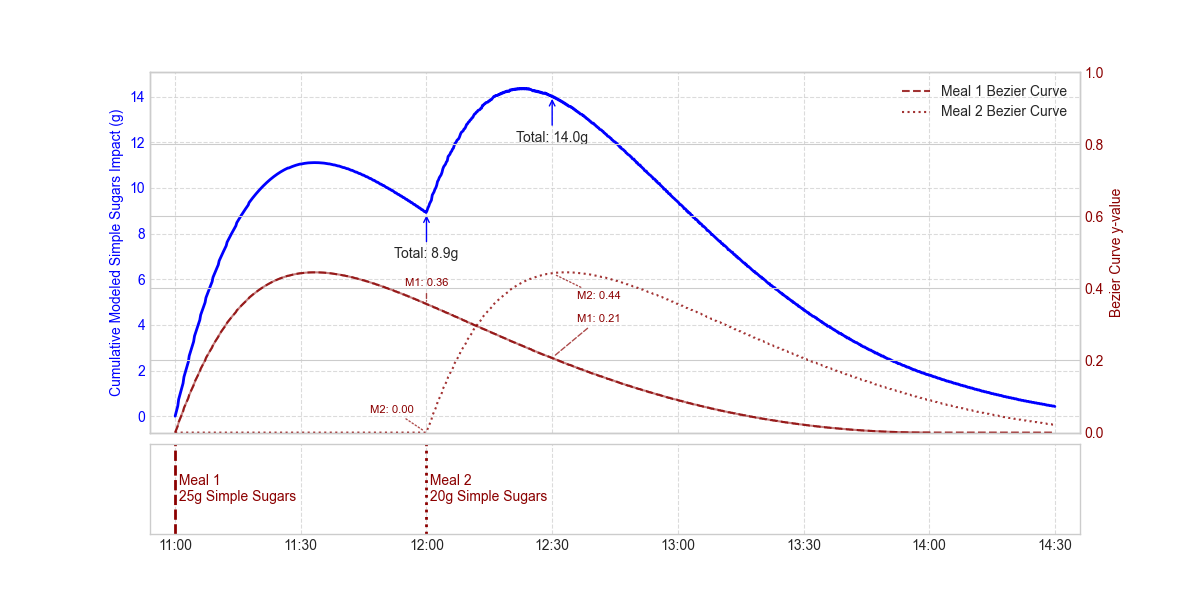 Cumulative Modeled Simple Sugars Impact (g)
14
12
10
8
6
4
2
0
Meal 1 Bezier Curve
Meal 2 Bezier Curve
Total: 14.0g
Total: 8.9g
M1: 0.36
M2: 0.44
M1: 0.21
M2: 0.00
1.0
0.8
0.6
0.4
0.2
0.0
Bezier Curve y-value
Meal 1
25g Simple Sugars
Meal 2
20g Simple Sugars
11:00 11:30 12:00 12:30 13:00 13:30 14:00 14:30